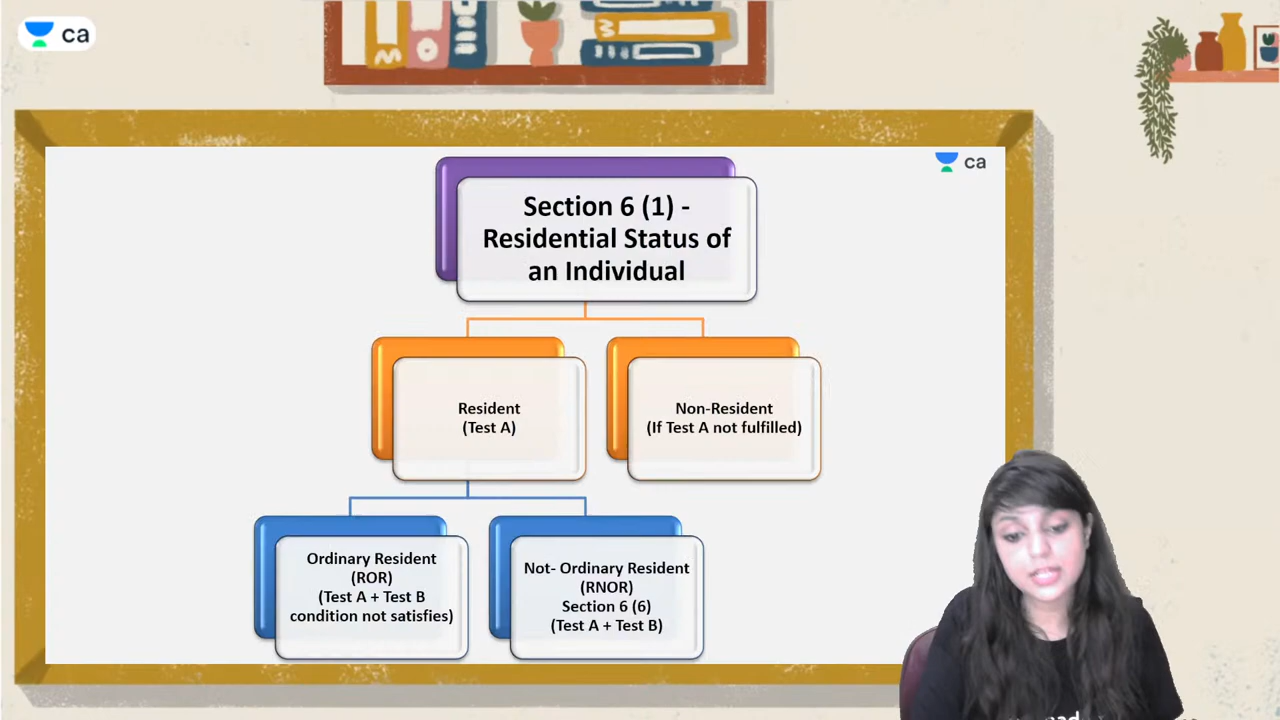 ca
ca
Section 6 (1) -
Residential Status of
an Individual
Resident
(Test A)
Non-Resident
(If Test A not fulfilled)
Ordinary Resident
(ROR)
(Test A + Test B
condition not satisfies)
Not- Ordinary Resident
(RNOR)
Section 6 (6)
(Test A + Test B)